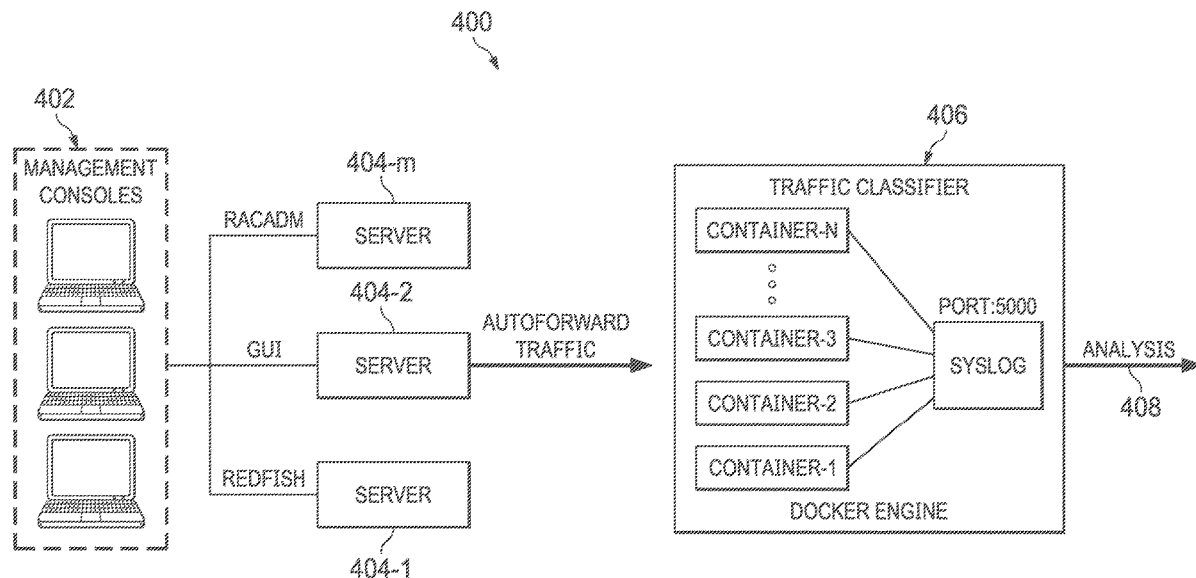 400
402
MANAGEMENT
CONSOLES
RACADM
GUI
REDFISH
404-m
SERVER
404-2
SERVER
SERVER
404-1
AUTOFORWARD
TRAFFIC
406
TRAFFIC CLASSIFIER
CONTAINER-N
CONTAINER-3
CONTAINER-2
CONTAINER-1
PORT:5000
SYSLOG
DOCKER ENGINE
ANALYSIS
408